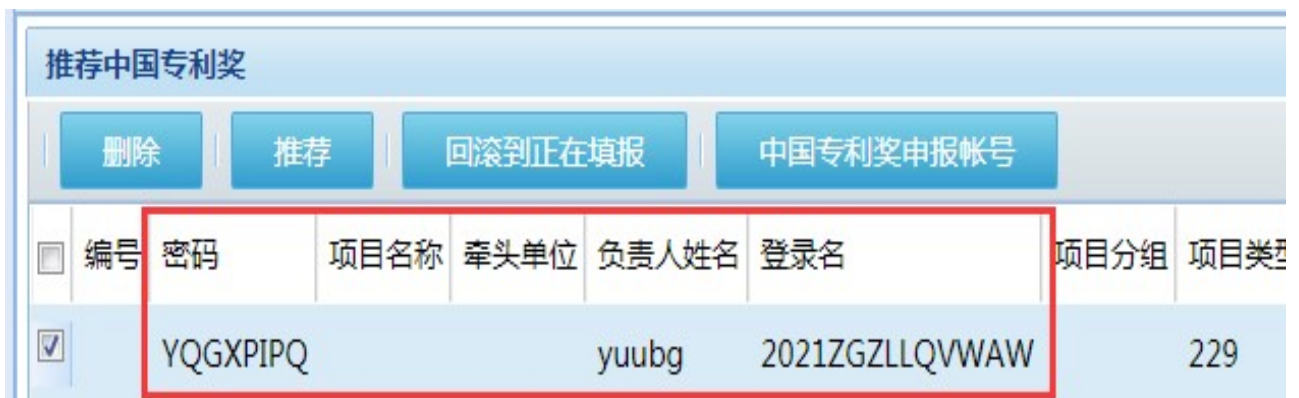 推荐中国专利奖
删除 推荐 回滚到正在填报 中国专利奖申报帐号
编号 密码 项目名称 牵头单位 负责人姓名 登录名 项目分组 项目类型
YQGXPIPQ yuubg 2021ZGZLLQVWAW 229